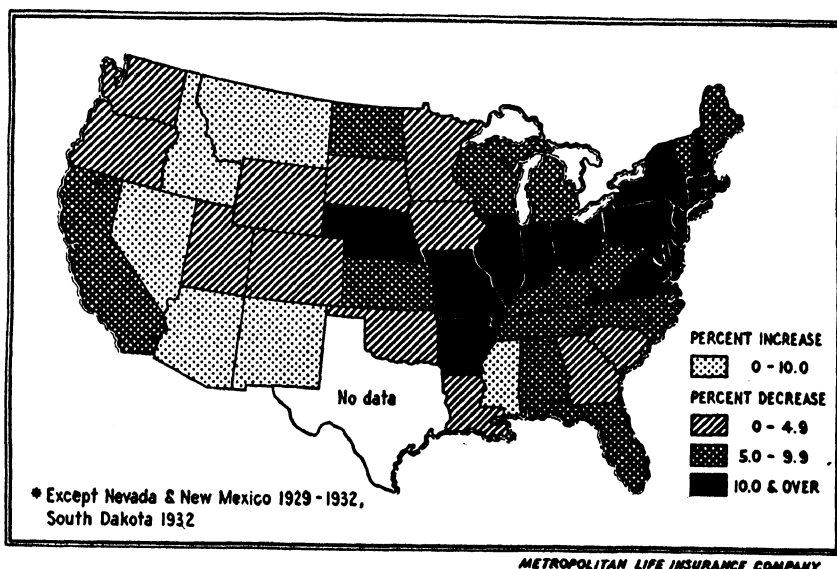 No data
PERCENT INCREASE
0 - 10.0
PERCENT DECREASE
0 - 4.9
5.0 - 9.9
10.0 & OVER
* Except Nevada & New Mexico 1929-1932,
South Dakota 1932
METROPOLITAN LIFE INSURANCE COMPANY